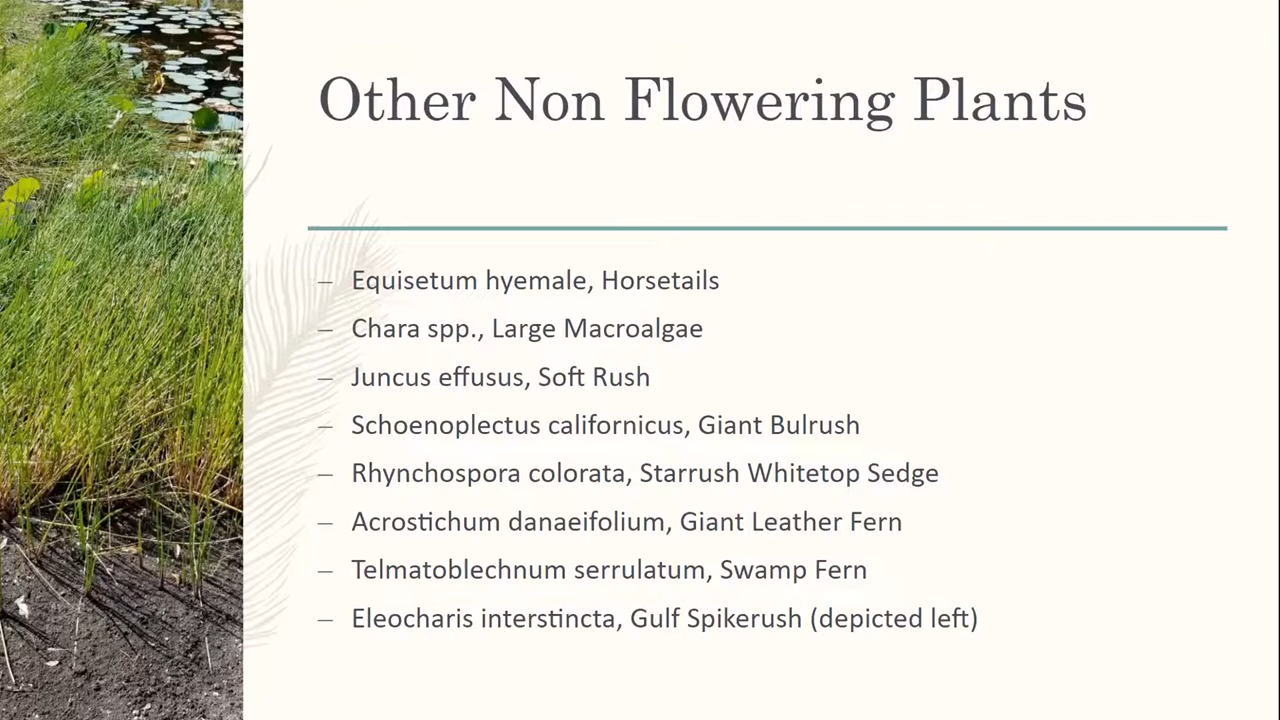 Other Non Flowering Plants
– Equisetum hyemale, Horsetails
– Chara spp., Large Macroalgae
– Juncus effusus, Soft Rush
– Schoenoplectus californicus, Giant Bulrush
– Rhynchospora colorata, Starrush Whitetop Sedge
– Acrostichum danaeifolium, Giant Leather Fern
– Telmatoblechnum serrulatum, Swamp Fern
– Eleocharis interstincta, Gulf Spikerush (depicted left)